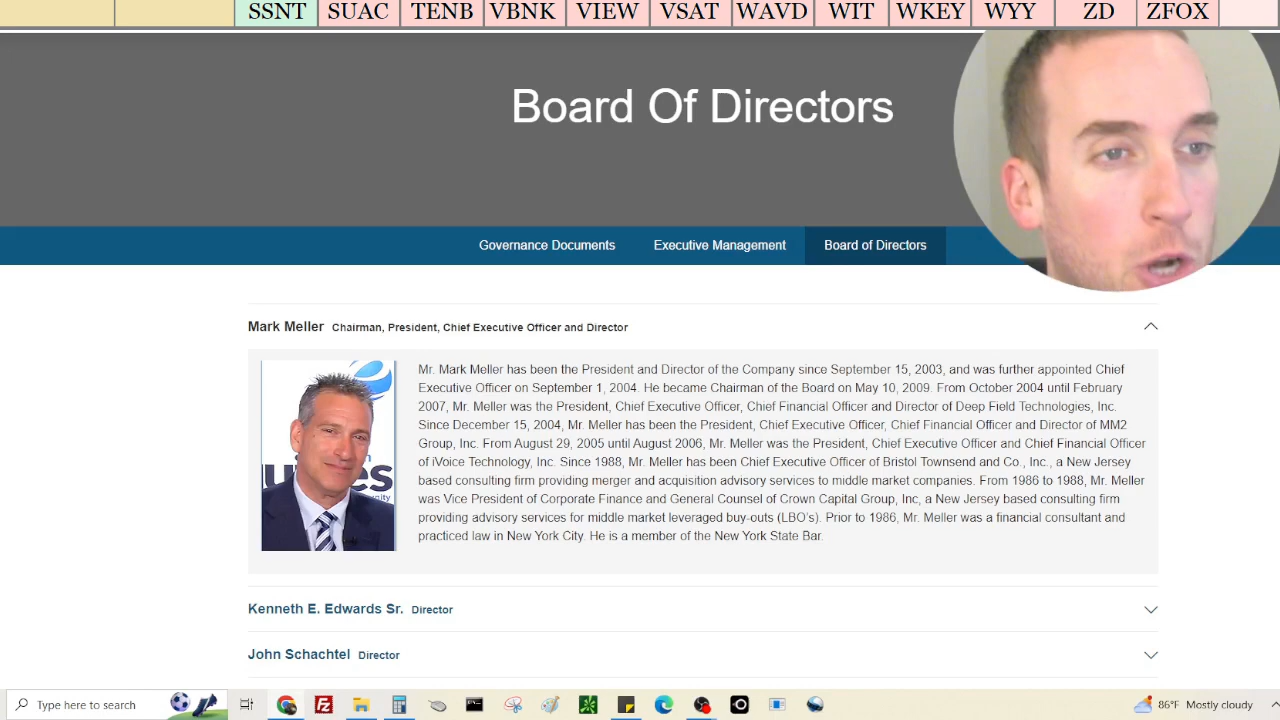 SSNT SUAC TENB VBNK VIEW VSAT WAVD WIT WKEY WYY ZD ZFOX
Board Of Directors
Governance Documents Executive Management Board of Directors
Mark Meller Chairman, President, Chief Executive Officer and Director
Mr. Mark Meller has been the President and Director of the Company since September 15, 2003, and was further appointed Chief
Executive Officer on September 1, 2004. He became Chairman of the Board on May 10, 2009. From October 2004 until February
2007, Mr. Meller was the President, Chief Executive Officer, Chief Financial Officer and Director of Deep Field Technologies, Inc.
Since December 15, 2004, Mr. Meller has been the President, Chief Executive Officer, Chief Financial Officer and Director of MM2
Group, Inc. From August 29, 2005 until August 2006, Mr. Meller was the President, Chief Executive Officer and Chief Financial Officer
of iVoice Technology, Inc. Since 1988, Mr. Meller has been Chief Executive Officer of Bristol Townsend and Co., Inc., a New Jersey
based consulting firm providing merger and acquisition advisory services to middle market companies. From 1986 to 1988, Mr. Meller
was Vice President of Corporate Finance and General Counsel of Crown Capital Group, Inc, a New Jersey based consulting firm
providing advisory services for middle market leveraged buy-outs (LBO's). Prior to 1986, Mr. Meller was a financial consultant and
practiced law in New York City. He is a member of the New York State Bar.
Kenneth E. Edwards Sr. Director
John Schachtel Director
Type here to search
86°F Mostly cloudy